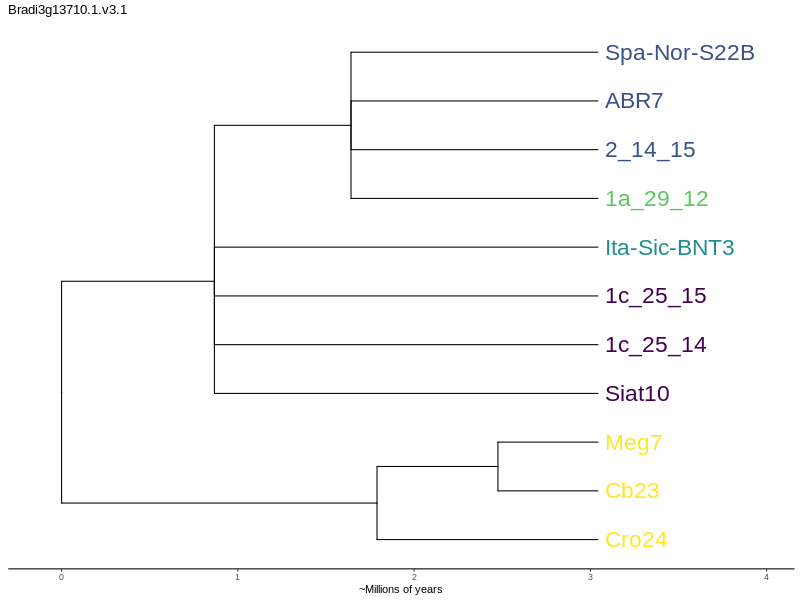 Bradi3g13710.1.v3.1
Spa-Nor-S22B
ABR7
2_14_15
1a_29_12
Ita-Sic-BNT3
1c_25_15
1c_25_14
Siat10
Meg7
Cb23
Cro24
0 1 2 3 4
~Millions of years